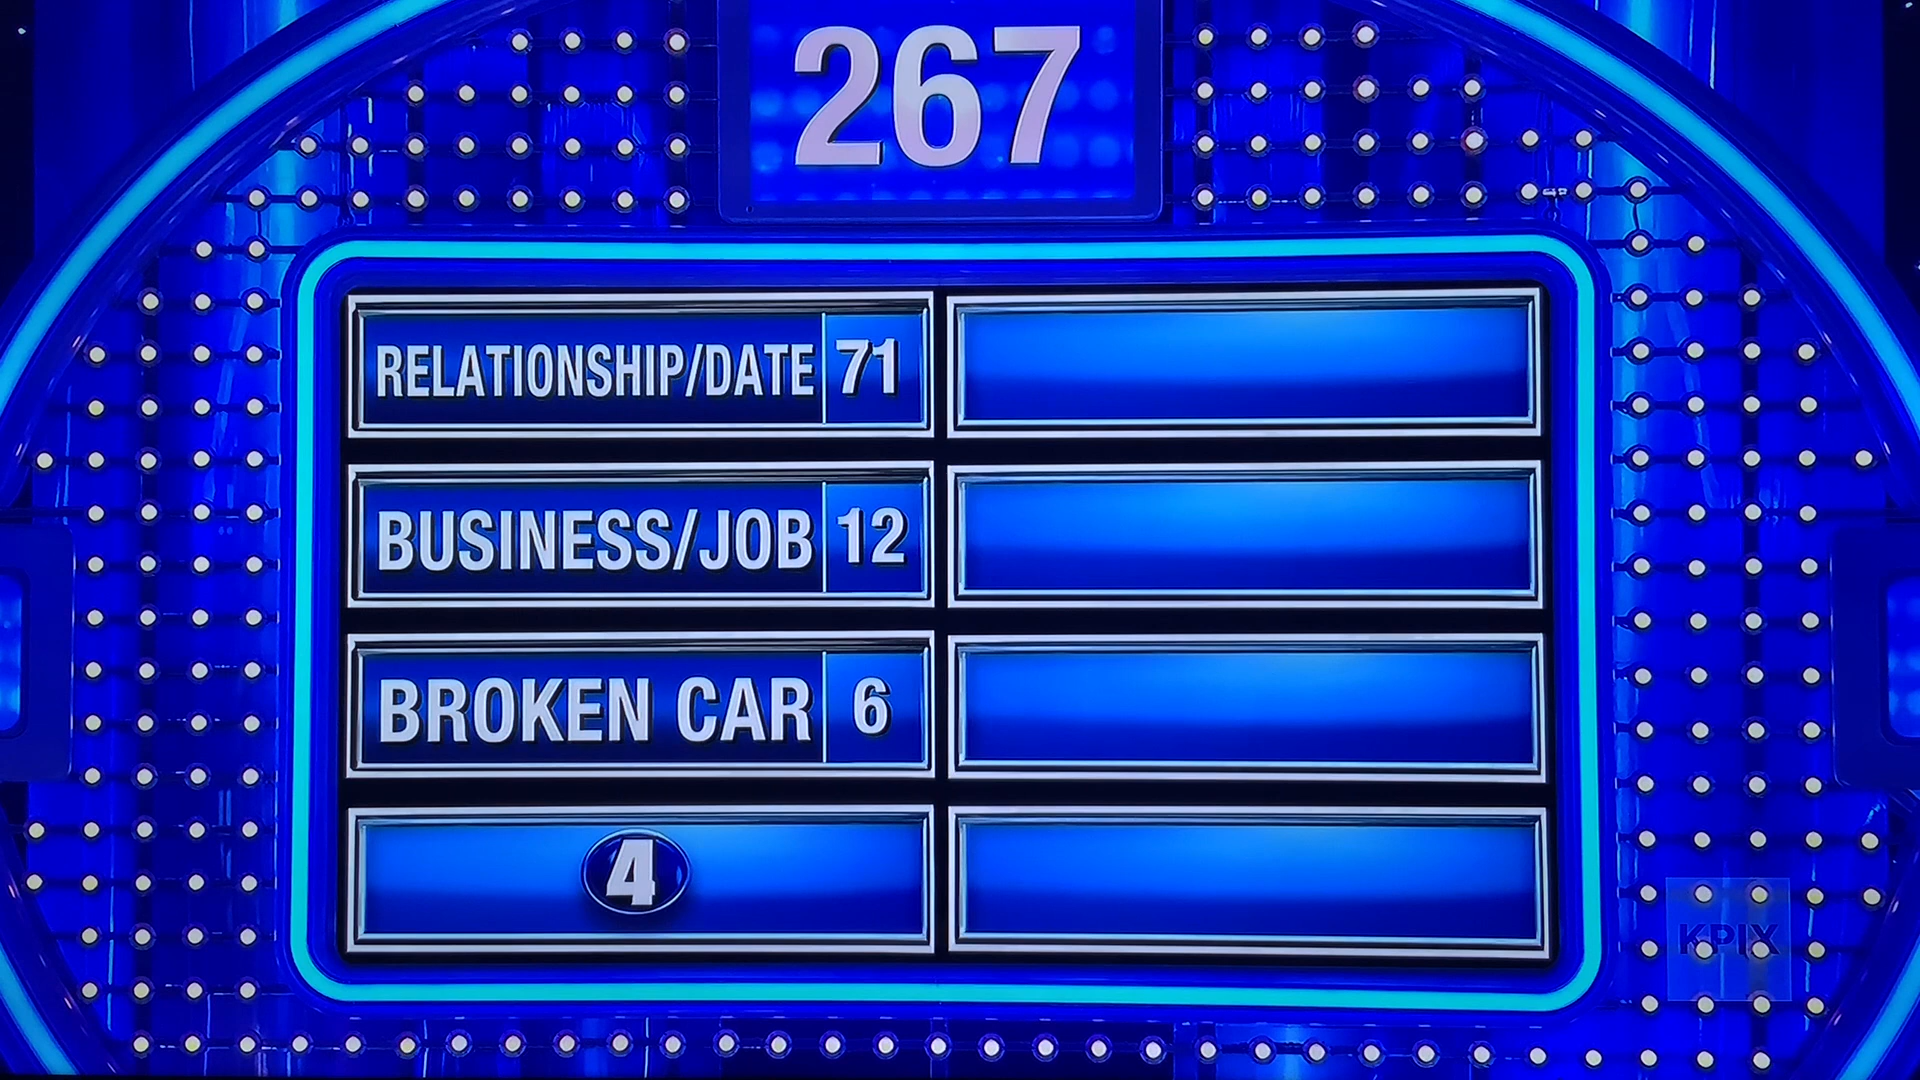 267
RELATIONSHIP/DATE 71
BUSINESS/JOB 12
BROKEN CAR 6
4
KPIX